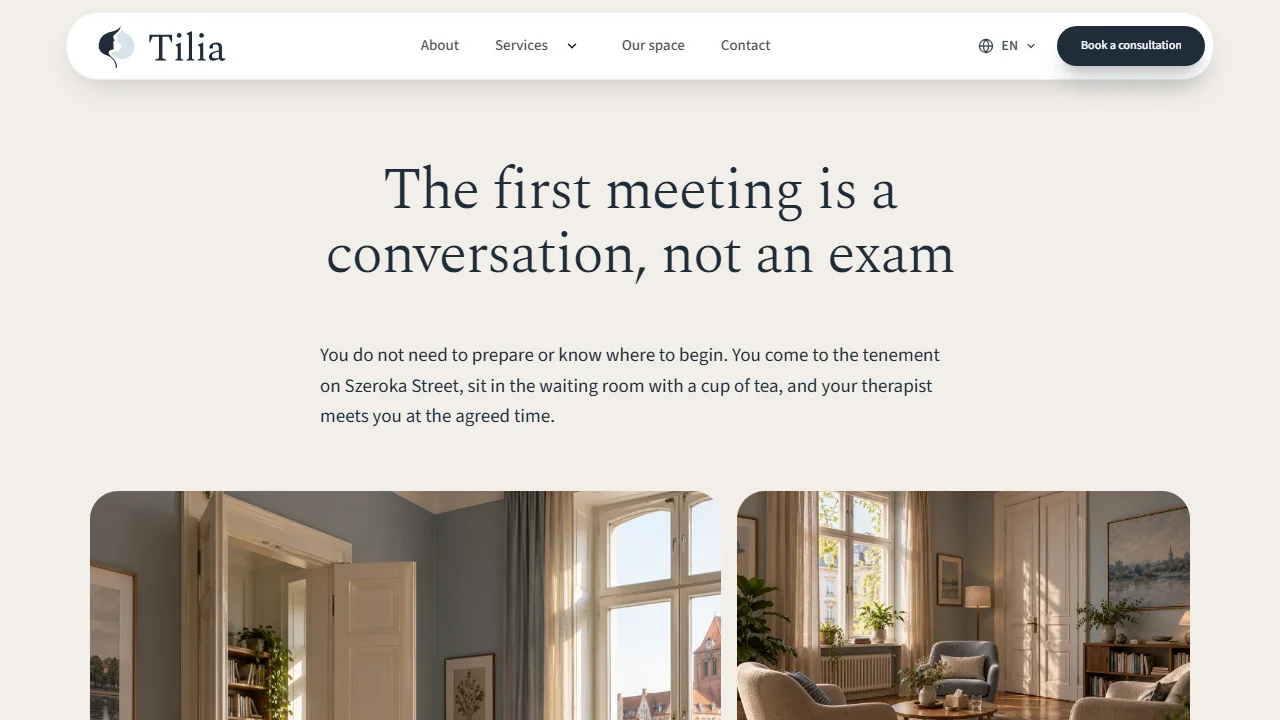 Tilia
About
Services
Our space
Contact
EN
Book a consultation
The first meeting is a
conversation, not an exam
You do not need to prepare or know where to begin. You come to the tenement
on Szeroka Street, sit in the waiting room with a cup of tea, and your therapist
meets you at the agreed time.